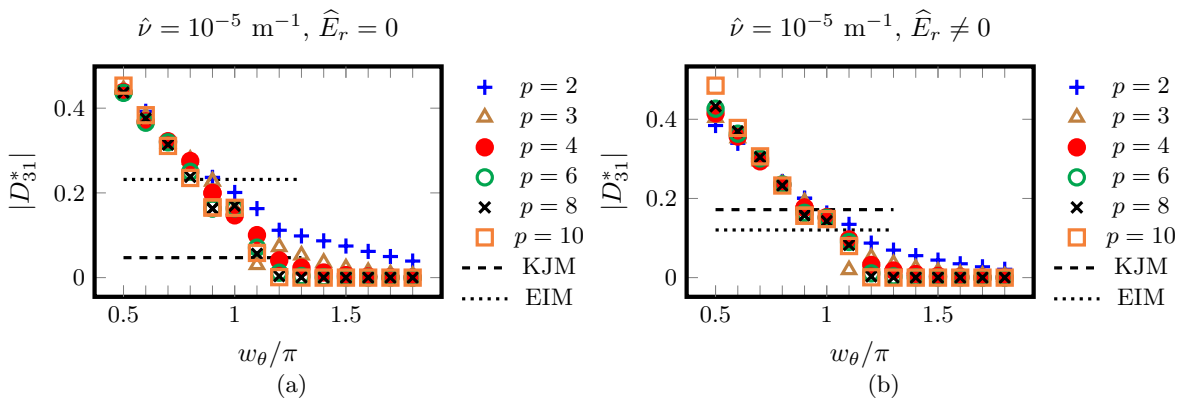 ν̂ = 10⁻⁵ m⁻¹, Ê_r = 0
|D*₃₁|
0.4
0.2
0
0.5
1
1.5
w_θ/π
(a)
p = 2
p = 3
p = 4
p = 6
p = 8
p = 10
KJM
EIM
ν̂ = 10⁻⁵ m⁻¹, Ê_r ≠ 0
|D*₃₁|
0.4
0.2
0
0.5
1
1.5
w_θ/π
(b)
p = 2
p = 3
p = 4
p = 6
p = 8
p = 10
KJM
EIM